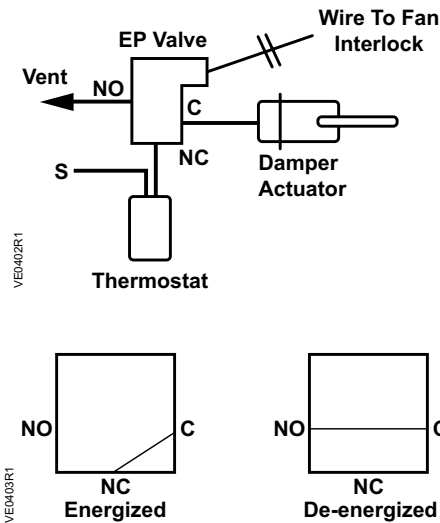 Wire To Fan
Interlock
EP Valve
Vent
NO
C
NC
S
Damper
Actuator
Thermostat
VE0402R1
NO
C
NC
Energized
NO
C
NC
De-energized
VE0403R1